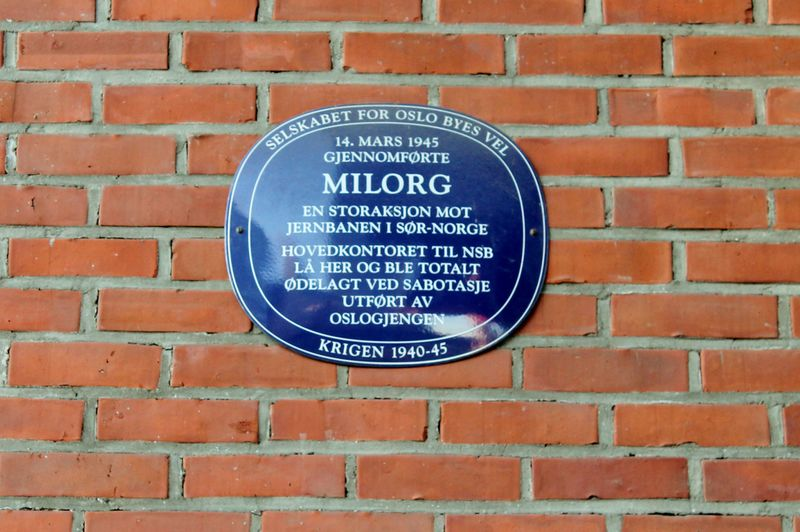 SELSKABET FOR OSLO BYES VEL
14. MARS 1945
GJENNOMFØRTE
MILORG
EN STORAKSJON MOT
JERNBANEN I SØR-NORGE
HOVEDKONTORET TIL NSB
LÅ HER OG BLE TOTALT
ØDELAGT VED SABOTASJE
UTFØRT AV
OSLOGJENGEN
KRIGEN 1940-45